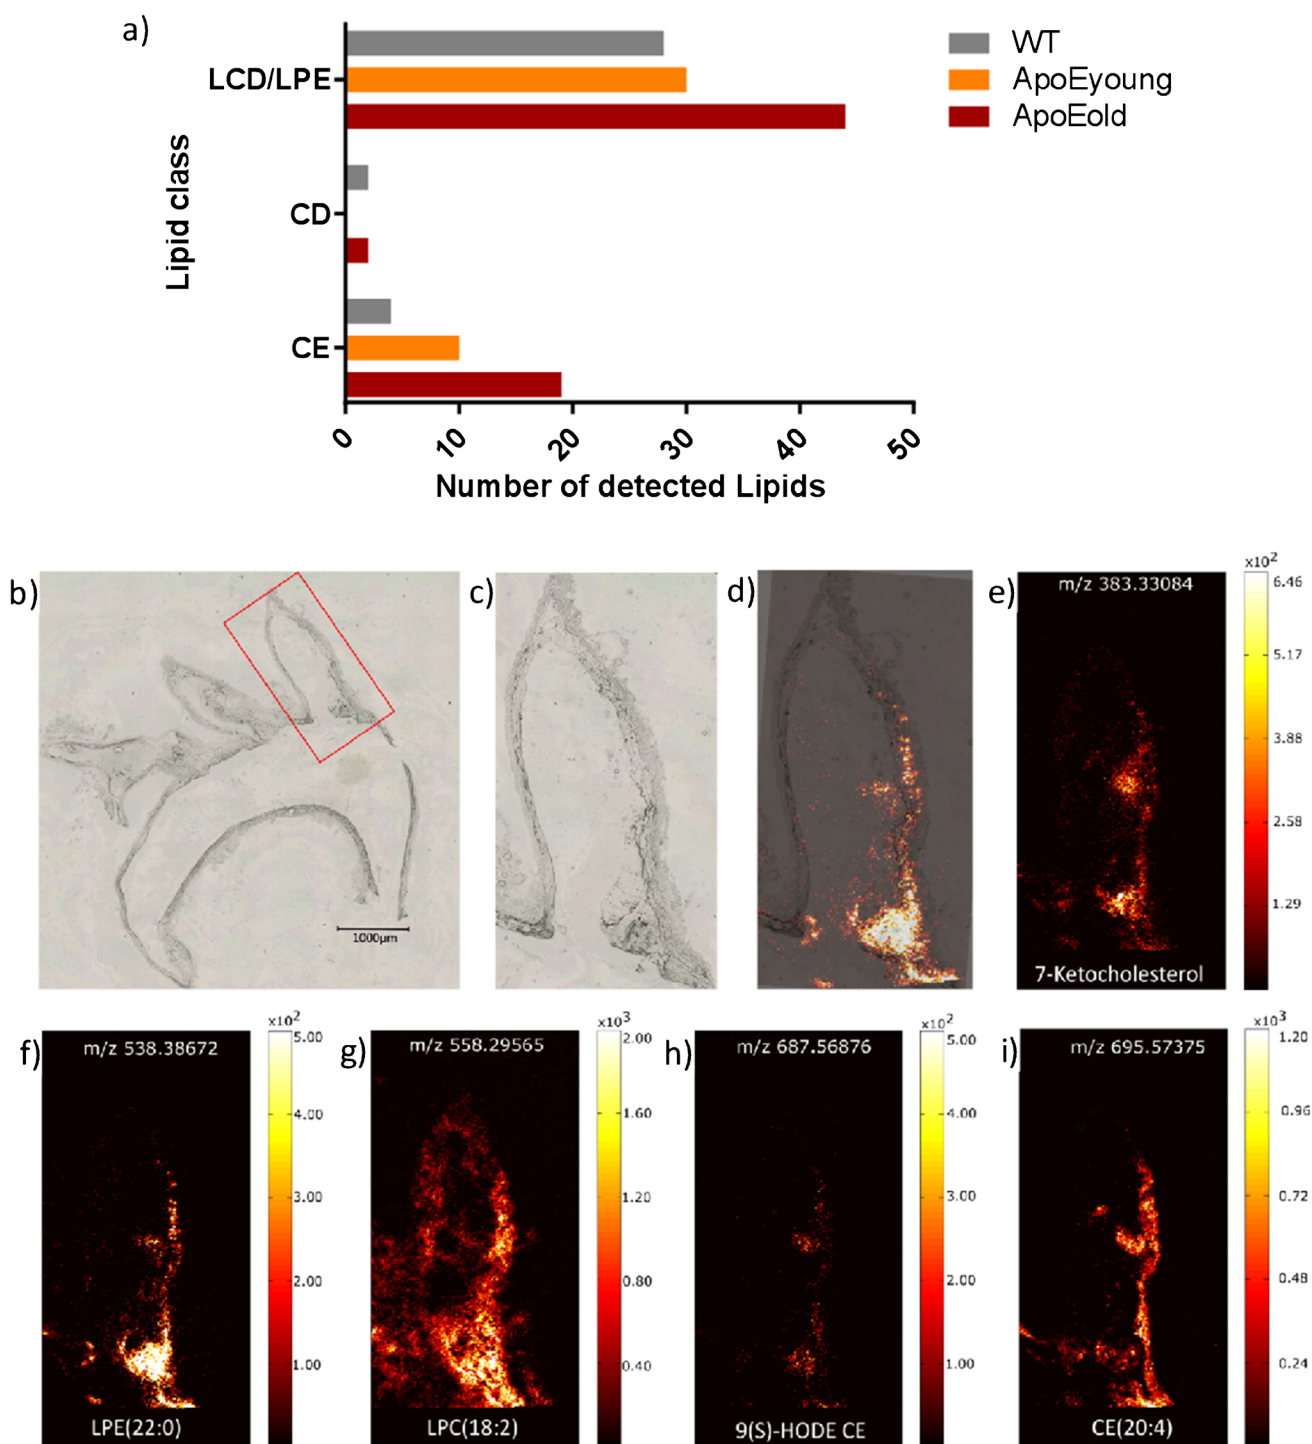 a)
WT
ApoEyoung
ApoEold
LCD/LPE
CD
CE
Lipid class
0 10 20 30 40 50
Number of detected Lipids
b)
1000µm
c)
d)
e)
m/z 383.33084
7-Ketocholesterol
x10²
6.46
5.17
3.88
2.58
1.29
f)
m/z 538.38672
LPE(22:0)
x10²
5.00
4.00
3.00
2.00
1.00
g)
m/z 558.29565
LPC(18:2)
x10³
2.00
1.60
1.20
0.80
0.40
h)
m/z 687.56876
9(S)-HODE CE
x10²
5.00
4.00
3.00
2.00
1.00
i)
m/z 695.57375
CE(20:4)
x10³
1.20
0.96
0.72
0.48
0.24